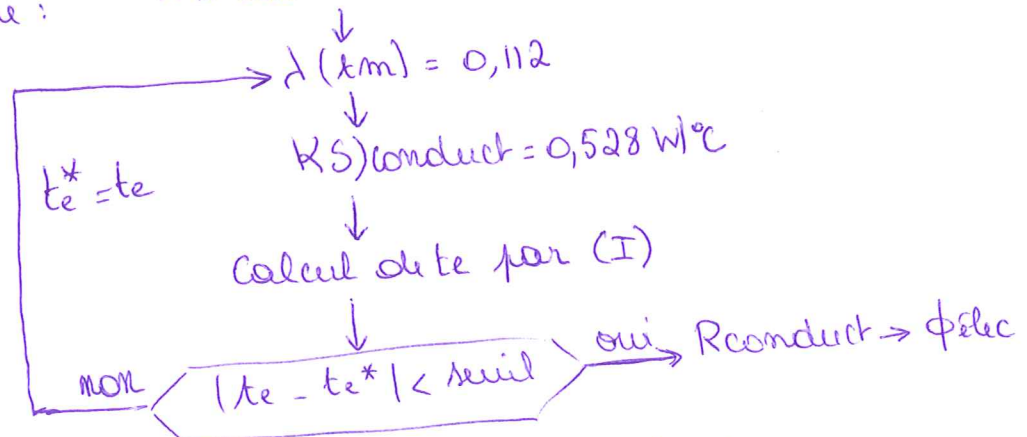 ue :
λ(tm) = 0,112
KS)conduct = 0,528 W/°C
te* = te
Calcul de te par (I)
non |te - te*| < seuil oui Rconduct → ϕélec